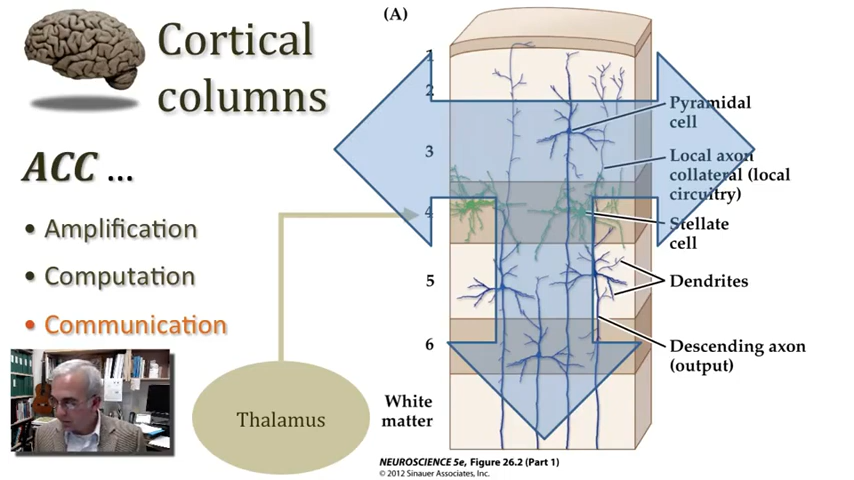 Cortical
columns
ACC ...
• Amplification
• Computation
• Communication
Thalamus
(A)
1
2
3
4
5
6
White
matter
Pyramidal
cell
Local axon
collateral (local
circuitry)
Stellate
cell
Dendrites
Descending axon
(output)
NEUROSCIENCE 5e, Figure 26.2 (Part 1)
© 2012 Sinauer Associates, Inc.